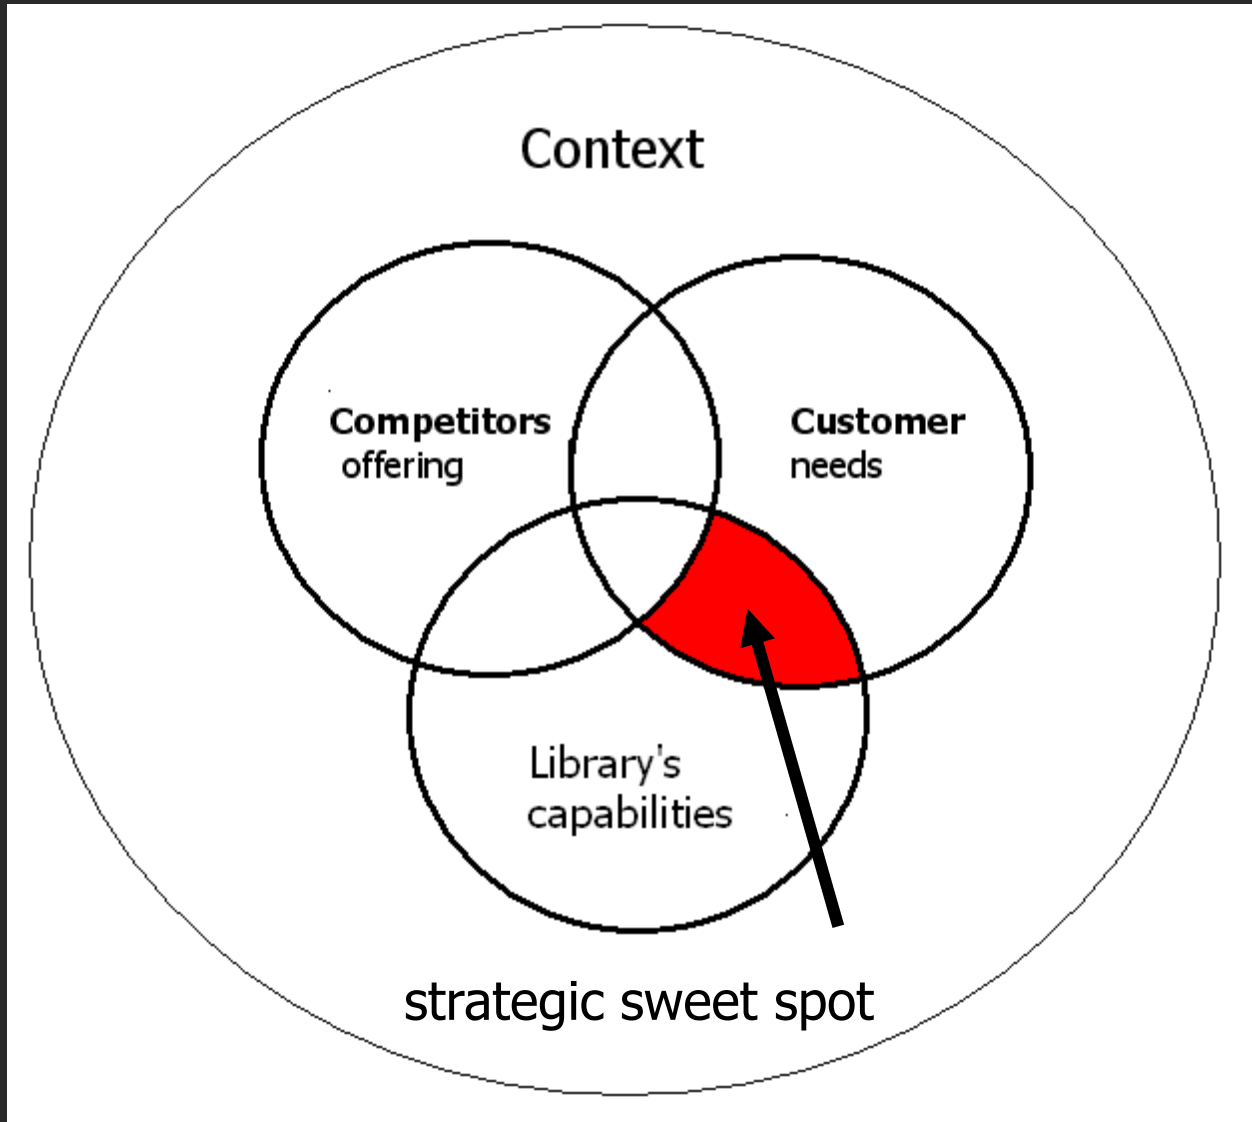 Context
Competitors
offering
Customer
needs
Library's
capabilities
strategic sweet spot